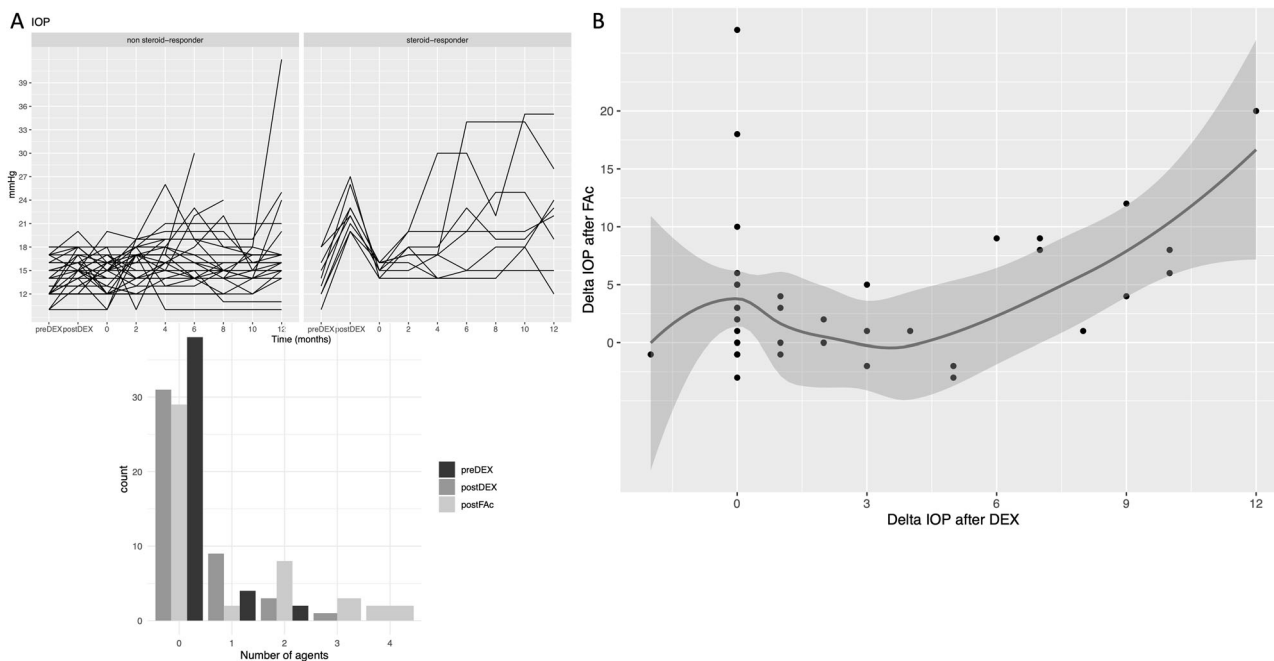 A IOP
non steroid-responder
steroid-responder
mmHg
39
36
33
30
27
24
21
18
15
12
preDEX postDEX 0 2 4 6 8 10 12
preDEX postDEX 0 2 4 6 8 10 12
Time (months)
count
30
20
10
0
0 1 2 3 4
Number of agents
preDEX
postDEX
postFAc
B
Delta IOP after FAc
20
15
10
5
0
0 3 6 9 12
Delta IOP after DEX